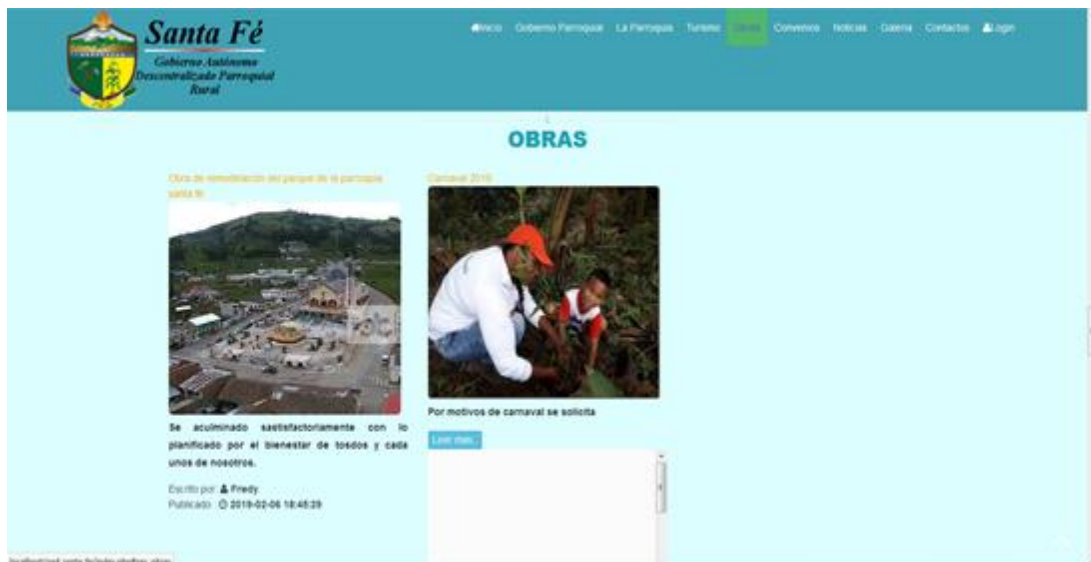 Santa Fé
Gobierno Autónomo
Descentralizado Parroquial
Rural
Inicio Gobierno Parroquial La Parroquia Turismo Obras Convenios Noticias Galería Contactos Login
OBRAS
Obra de remodelación del parque de la parroquia
santa fe
Se aculminado sastisfactoriamente con lo
planificado por el bienestar de tosdos y cada
unos de nosotros.
Escrito por: Fredy
Publicado: 2019-02-06 18:45:29
Carnaval 2019
Por motivos de carnaval se solicita
Leer mas..